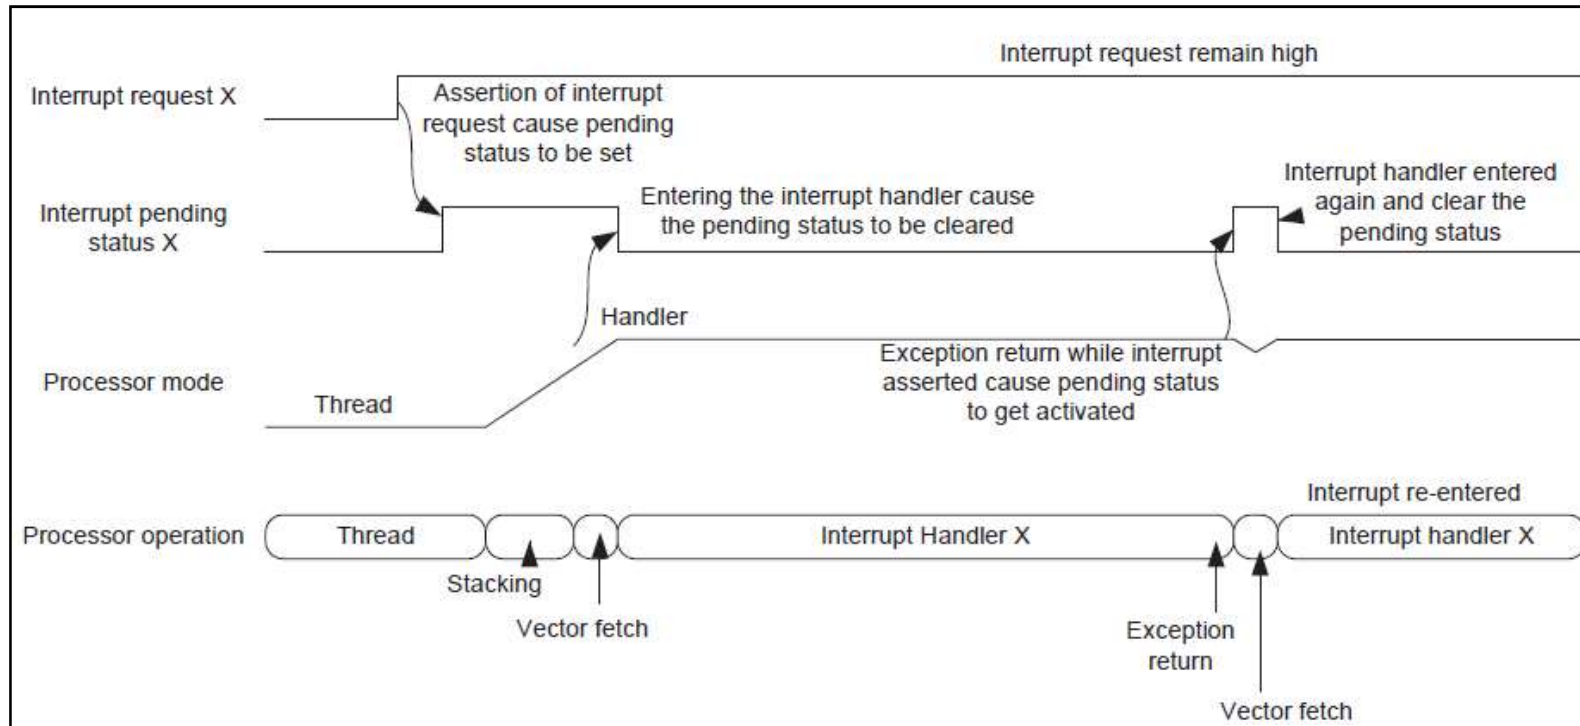 Interrupt request remain high
Interrupt request X
Assertion of interrupt
request cause pending
status to be set
Interrupt pending
status X
Entering the interrupt handler cause
the pending status to be cleared
Interrupt handler entered
again and clear the
pending status
Handler
Processor mode
Thread
Exception return while interrupt
asserted cause pending status
to get activated
Interrupt re-entered
Processor operation
Thread
Interrupt Handler X
Interrupt handler X
Stacking
Vector fetch
Exception
return
Vector fetch